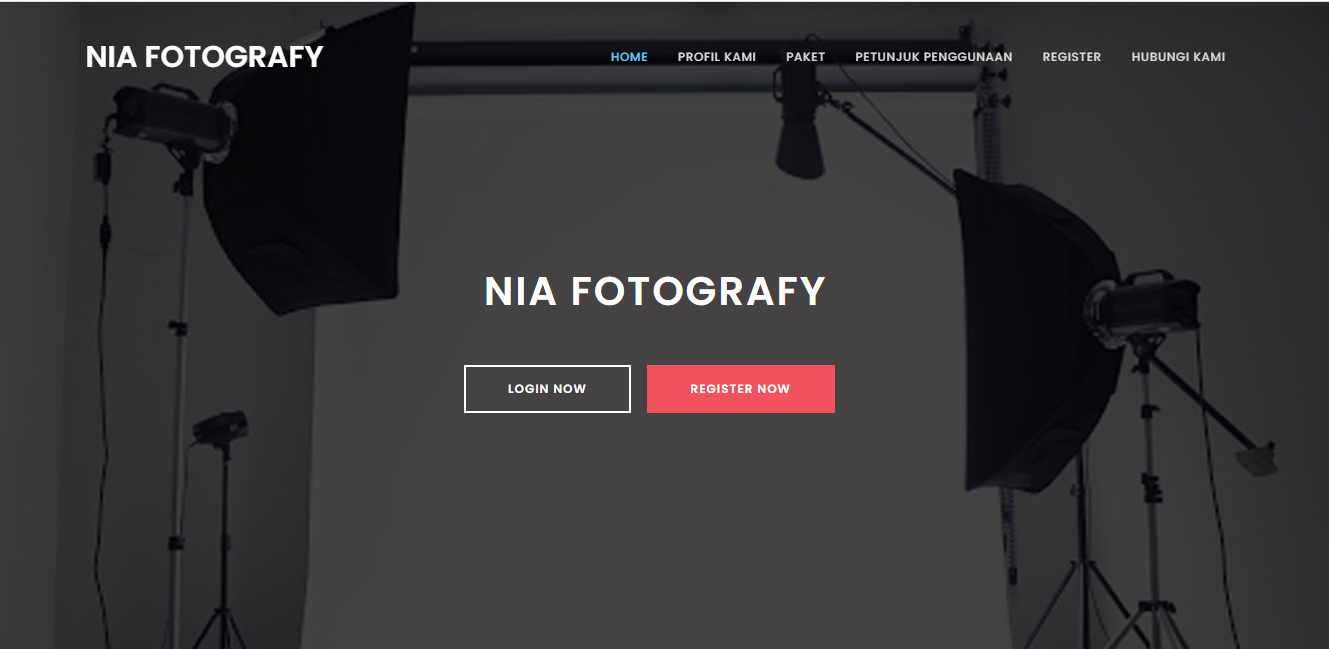 NIA FOTOGRAFY
HOME PROFIL KAMI PAKET PETUNJUK PENGGUNAAN REGISTER HUBUNGI KAMI
NIA FOTOGRAFY
LOGIN NOW REGISTER NOW